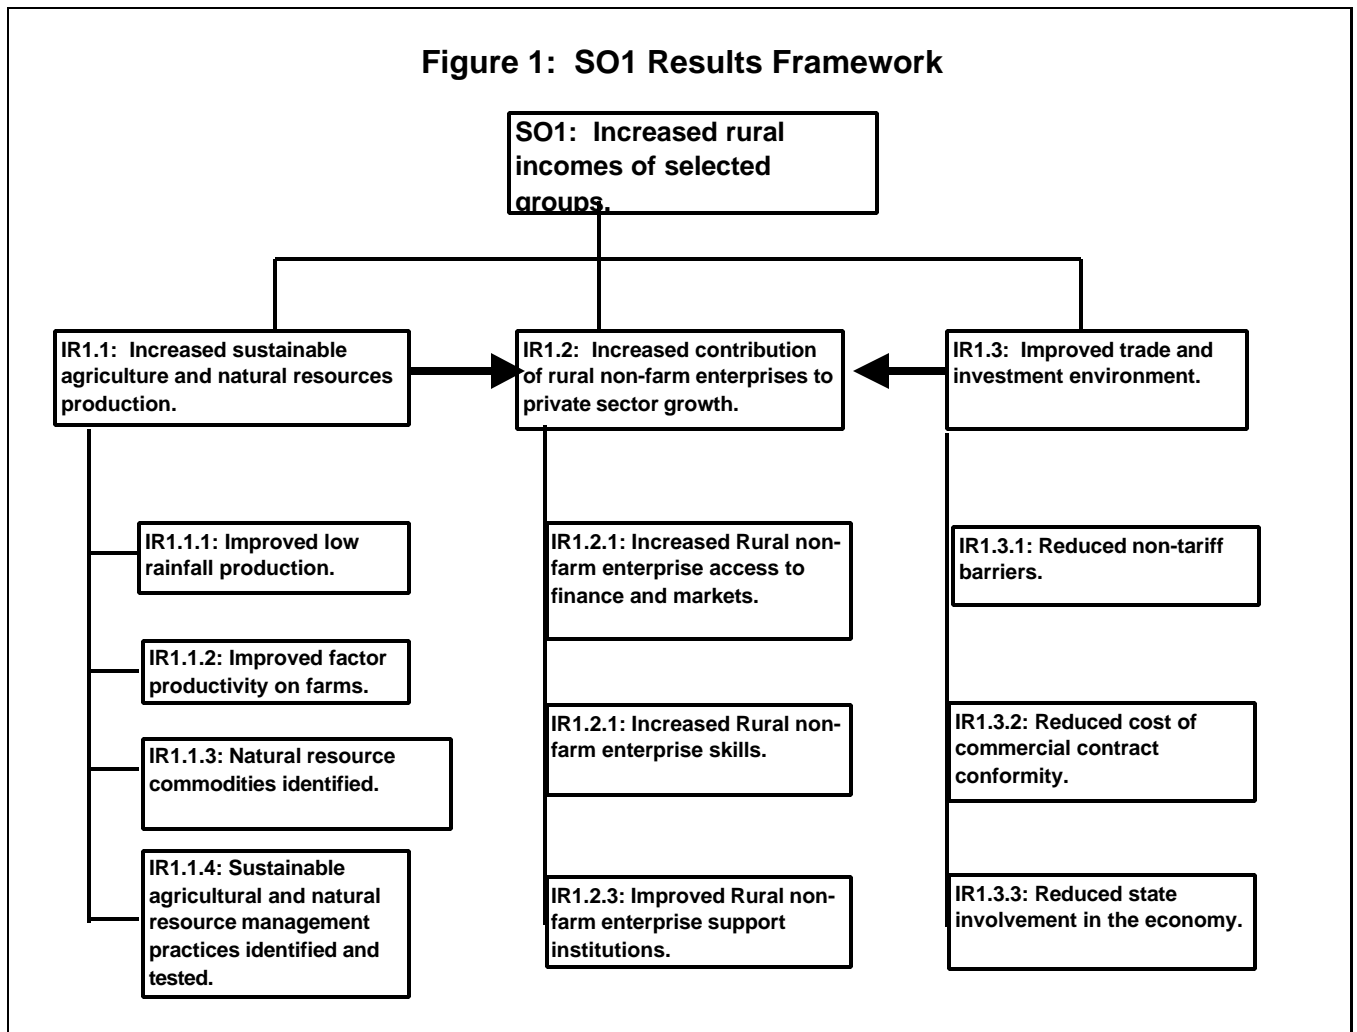 Figure 1: SO1 Results Framework
SO1: Increased rural
incomes of selected
groups.
IR1.1: Increased sustainable
agriculture and natural resources
production.
IR1.2: Increased contribution
of rural non-farm enterprises to
private sector growth.
IR1.3: Improved trade and
investment environment.
IR1.1.1: Improved low
rainfall production.
IR1.1.2: Improved factor
productivity on farms.
IR1.1.3: Natural resource
commodities identified.
IR1.1.4: Sustainable
agricultural and natural
resource management
practices identified and
tested.
IR1.2.1: Increased Rural non-
farm enterprise access to
finance and markets.
IR1.2.1: Increased Rural non-
farm enterprise skills.
IR1.2.3: Improved Rural non-
farm enterprise support
institutions.
IR1.3.1: Reduced non-tariff
barriers.
IR1.3.2: Reduced cost of
commercial contract
conformity.
IR1.3.3: Reduced state
involvement in the economy.